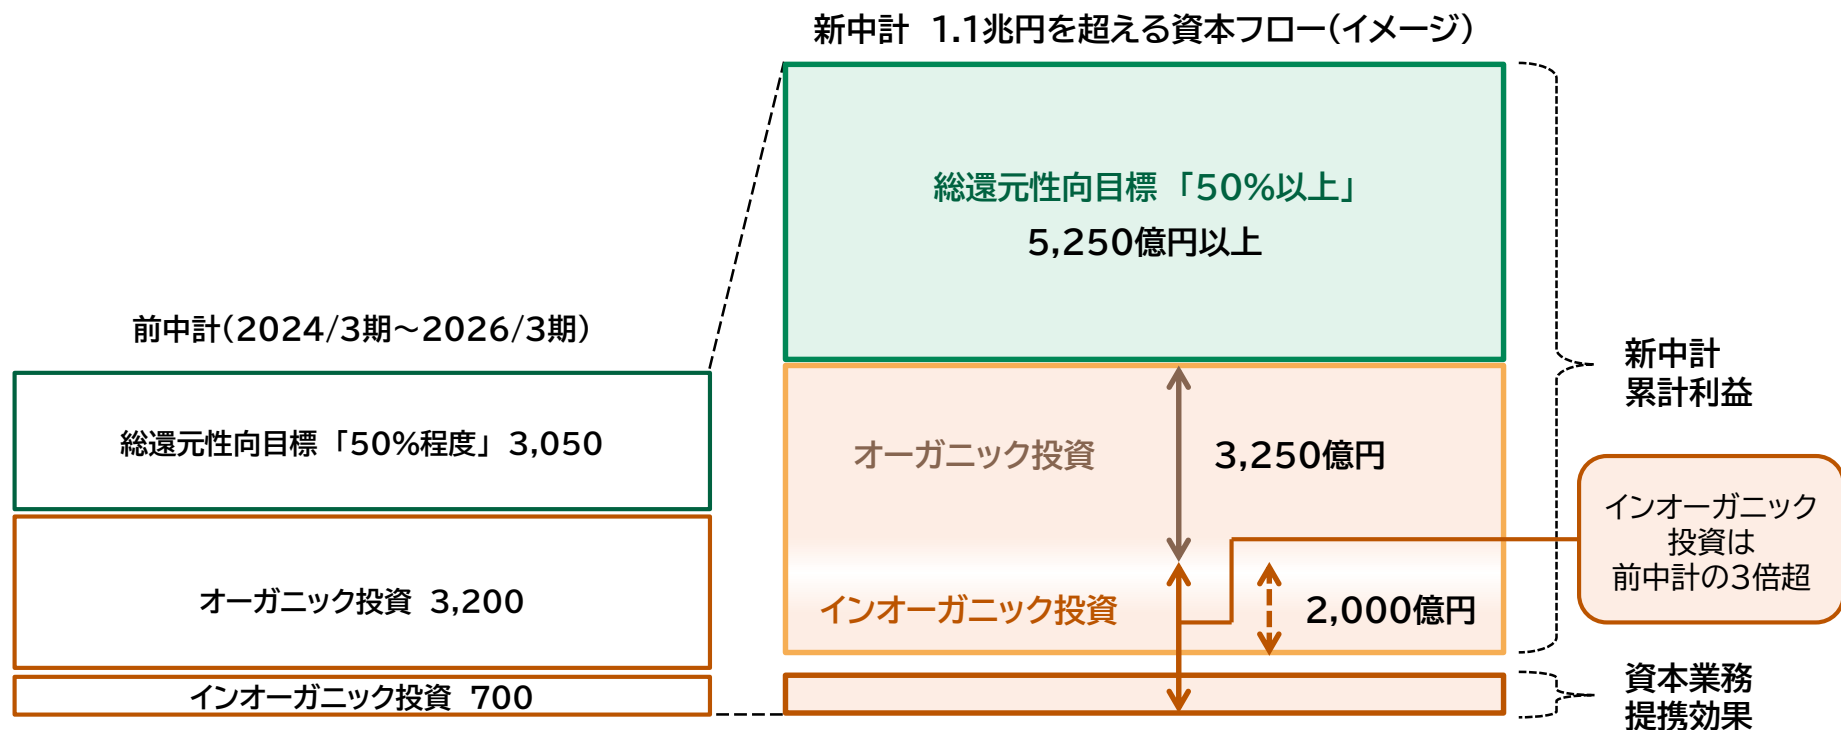 新中計 1.1兆円を超える資本フロー(イメージ)
総還元性向目標「50%以上」
5,250億円以上
前中計(2024/3期～2026/3期)
総還元性向目標「50%程度」 3,050
オーガニック投資 3,200
インオーガニック投資 700
オーガニック投資 3,250億円
インオーガニック投資 2,000億円
新中計
累計利益
インオーガニック
投資は
前中計の3倍超
資本業務
提携効果